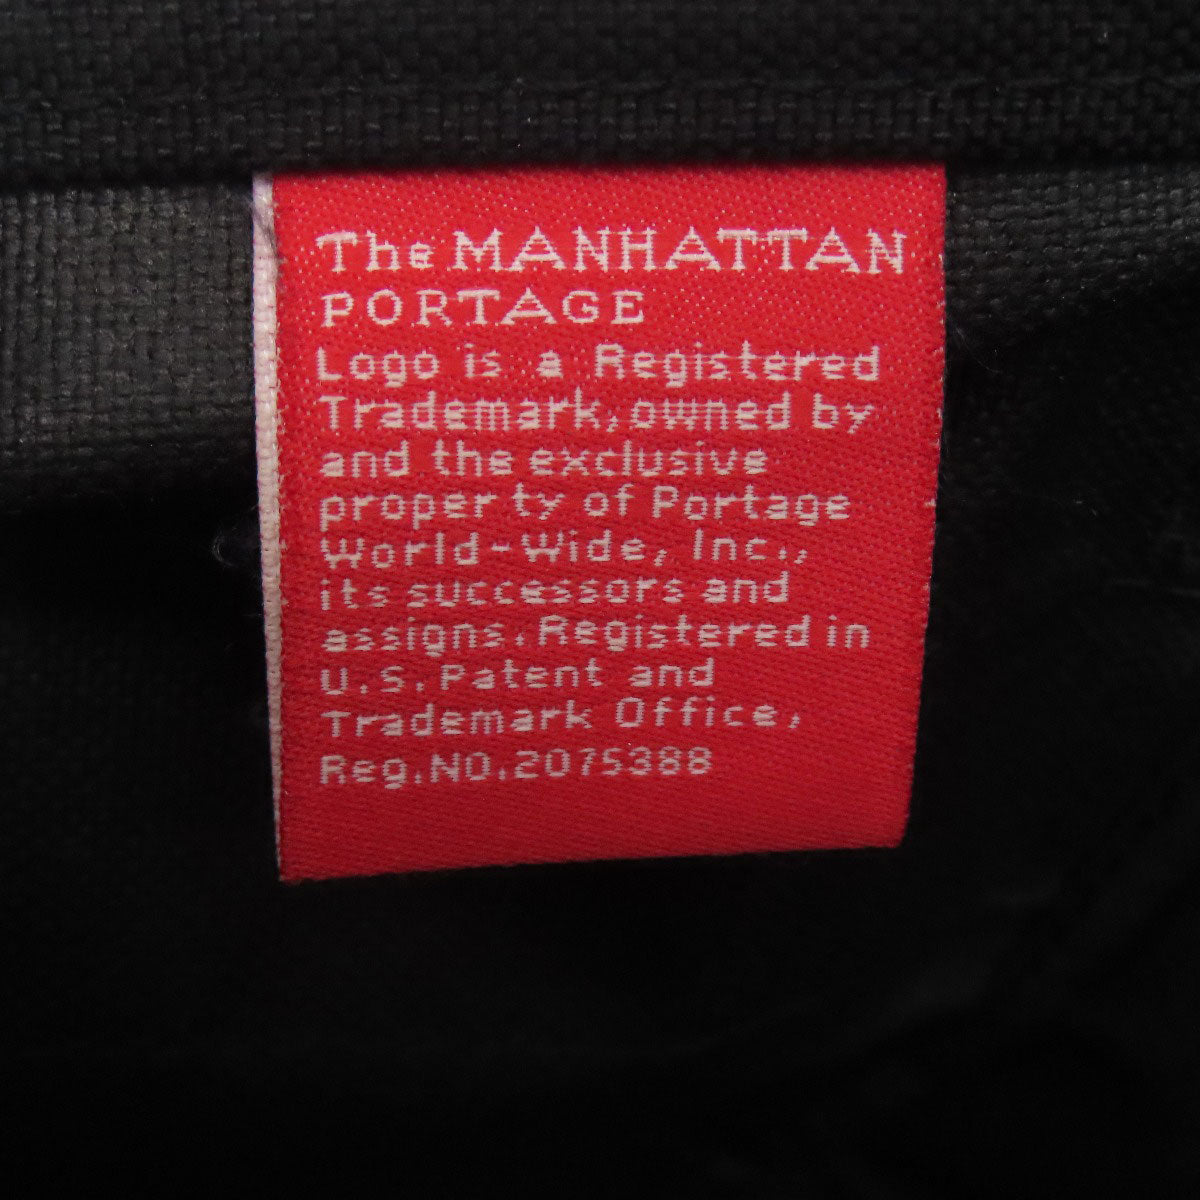 The MANHATTAN
PORTAGE
Logo is a Registered
Trademark, owned by
and the exclusive
property of Portage
World-Wide, Inc.,
its successors and
assigns. Registered in
U.S. Patent and
Trademark Office,
Reg.NO.2075388